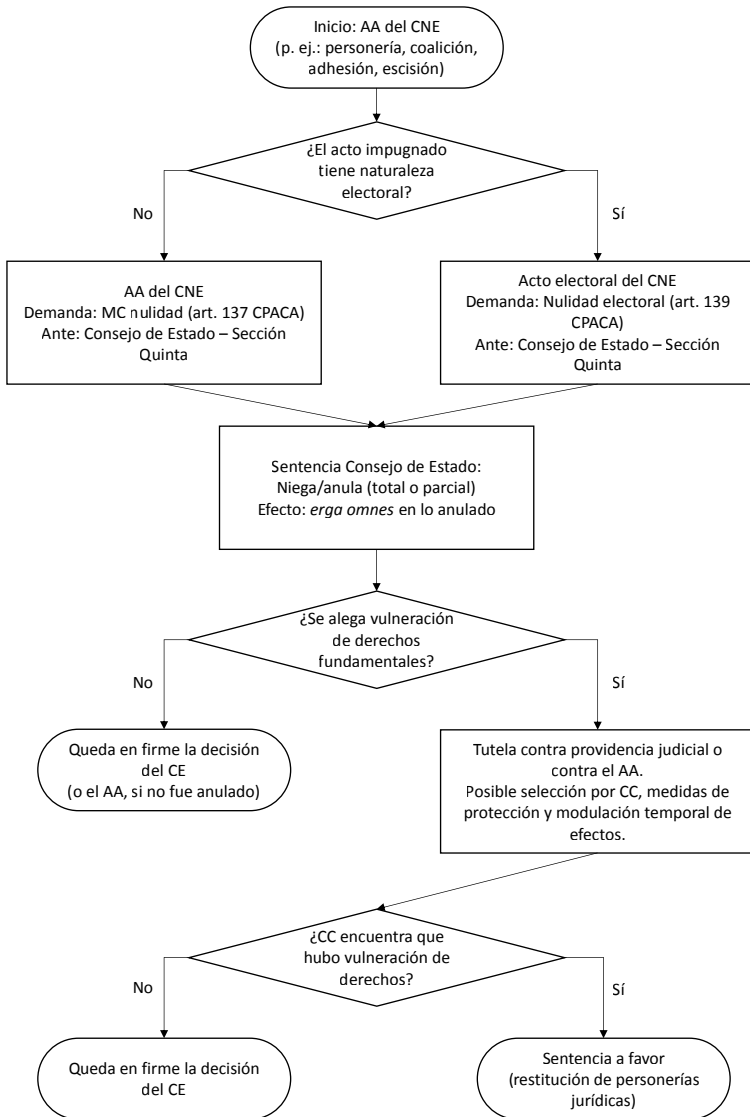 Inicio: AA del CNE
(p. ej.: personería, coalición,
adhesión, escisión)
¿El acto impugnado
tiene naturaleza
electoral?
No
Sí
AA del CNE
Demanda: MC nulidad (art. 137 CPACA)
Ante: Consejo de Estado – Sección
Quinta
Acto electoral del CNE
Demanda: Nulidad electoral (art. 139
CPACA)
Ante: Consejo de Estado – Sección
Quinta
Sentencia Consejo de Estado:
Niega/anula (total o parcial)
Efecto: erga omnes en lo anulado
¿Se alega vulneración
de derechos
fundamentales?
No
Sí
Queda en firme la decisión
del CE
(o el AA, si no fue anulado)
Tutela contra providencia judicial o
contra el AA.
Posible selección por CC, medidas de
protección y modulación temporal de
efectos.
¿CC encuentra que
hubo vulneración de
derechos?
No
Sí
Queda en firme la decisión
del CE
Sentencia a favor
(restitución de personerías
jurídicas)